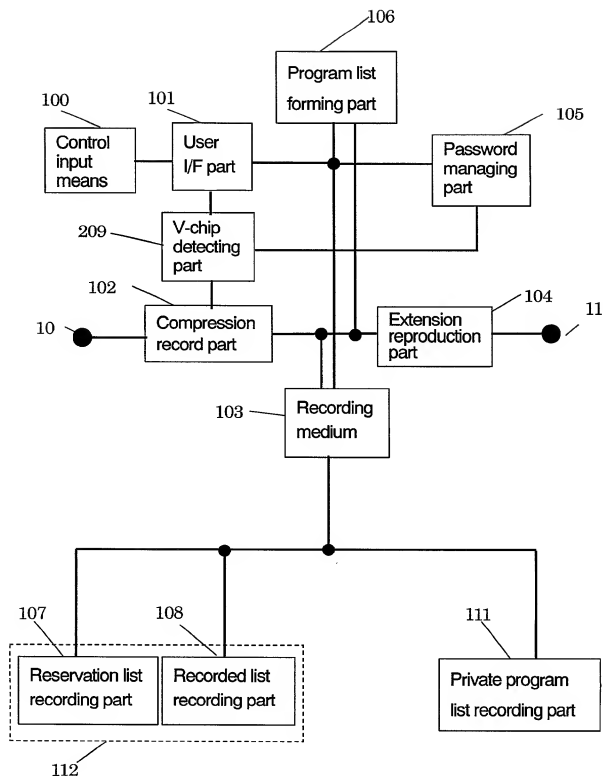 106
Program list
forming part
100
101
105
Control
input
means
User
I/F part
Password
managing
part
209
V-chip
detecting
part
102
104
10
Compression
record part
Extension
reproduction
part
11
103
Recording
medium
107
108
111
Reservation list
recording part
Recorded list
recording part
Private program
list recording part
112